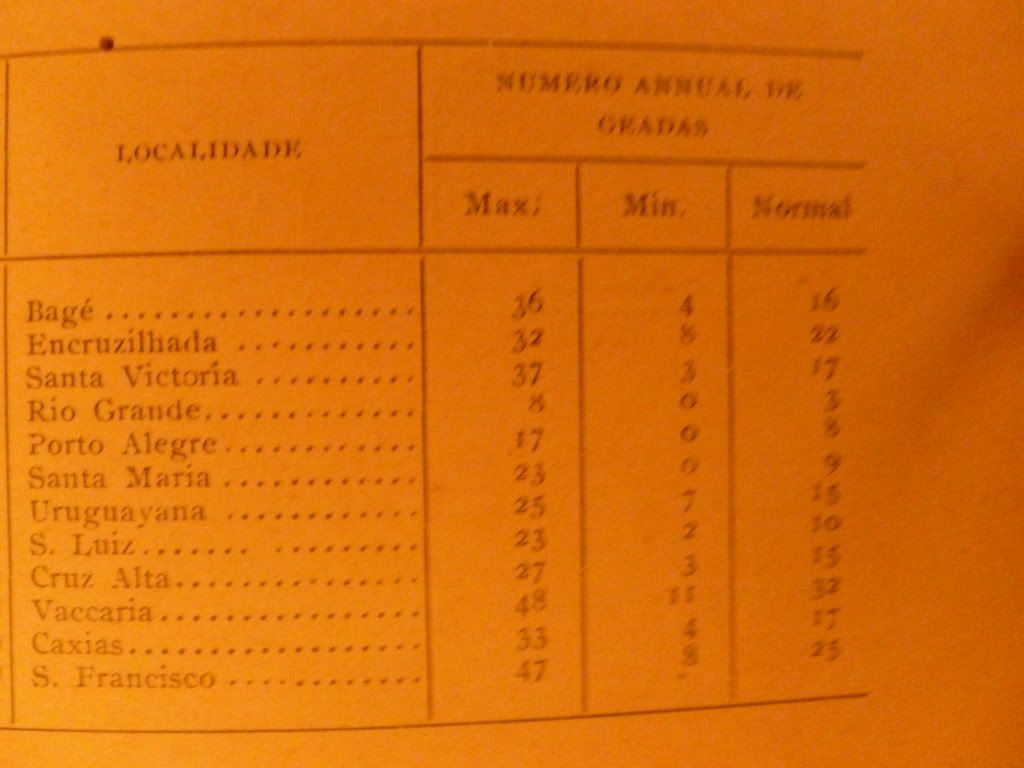 NUMERO ANNUAL DE
GEADAS
LOCALIDADE
Max. Min. Normal
Bagé ................... 36 4 16
Encruzilhada ........... 32 8 22
Santa Victoria .......... 37 3 17
Rio Grande............. 8 0 3
Porto Alegre............ 17 0 8
Santa Maria ............ 23 0 9
Uruguayana ............ 25 7 15
S. Luiz....... ......... 23 2 10
Cruz Alta............... 27 3 15
Vaccaria................ 48 11 32
Caxias.................. 33 4 17
S. Francisco ............ 47 8 25